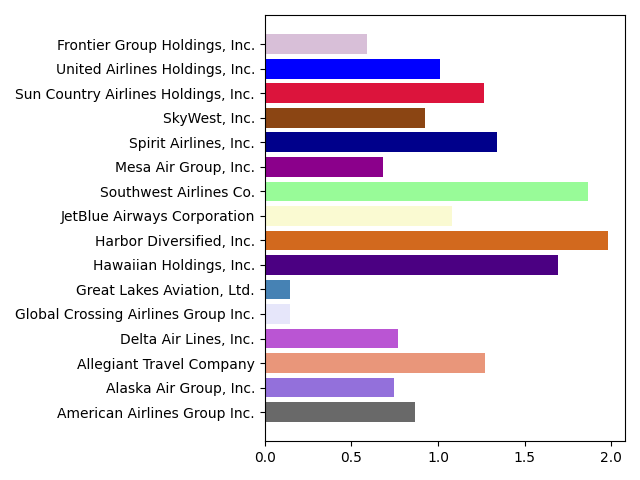 Frontier Group Holdings, Inc.
United Airlines Holdings, Inc.
Sun Country Airlines Holdings, Inc.
SkyWest, Inc.
Spirit Airlines, Inc.
Mesa Air Group, Inc.
Southwest Airlines Co.
JetBlue Airways Corporation
Harbor Diversified, Inc.
Hawaiian Holdings, Inc.
Great Lakes Aviation, Ltd.
Global Crossing Airlines Group Inc.
Delta Air Lines, Inc.
Allegiant Travel Company
Alaska Air Group, Inc.
American Airlines Group Inc.
0.0 0.5 1.0 1.5 2.0